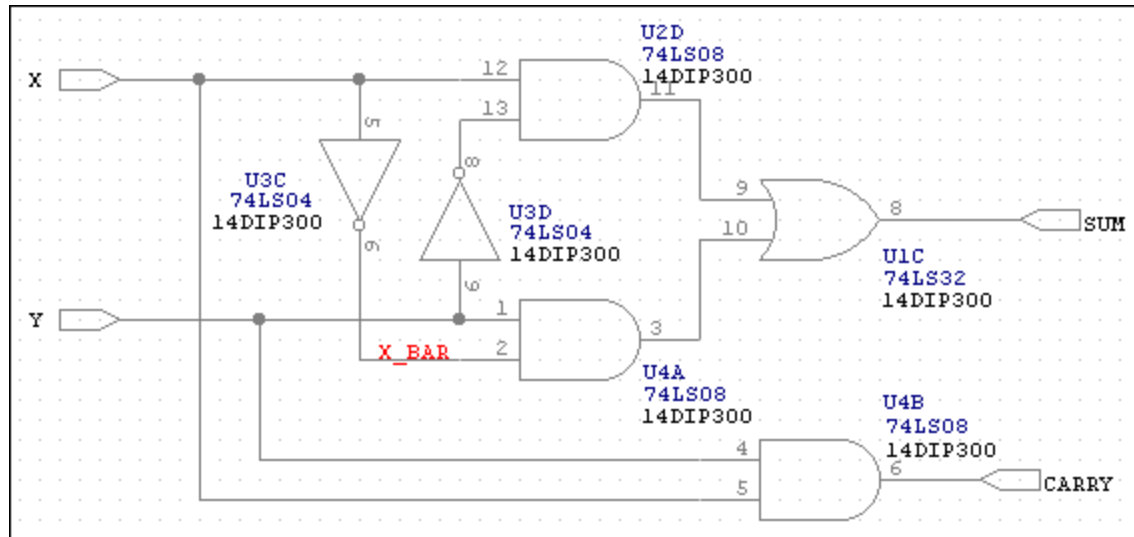 U2D
74LS08
14DIP300
X
12
11
13
5
8
U3C
74LS04
14DIP300
U3D
74LS04
14DIP300
9
10
8
SUM
6
U1C
74LS32
14DIP300
9
Y
1
3
X_BAR
2
U4A
74LS08
14DIP300
U4B
74LS08
14DIP300
4
6
5
CARRY